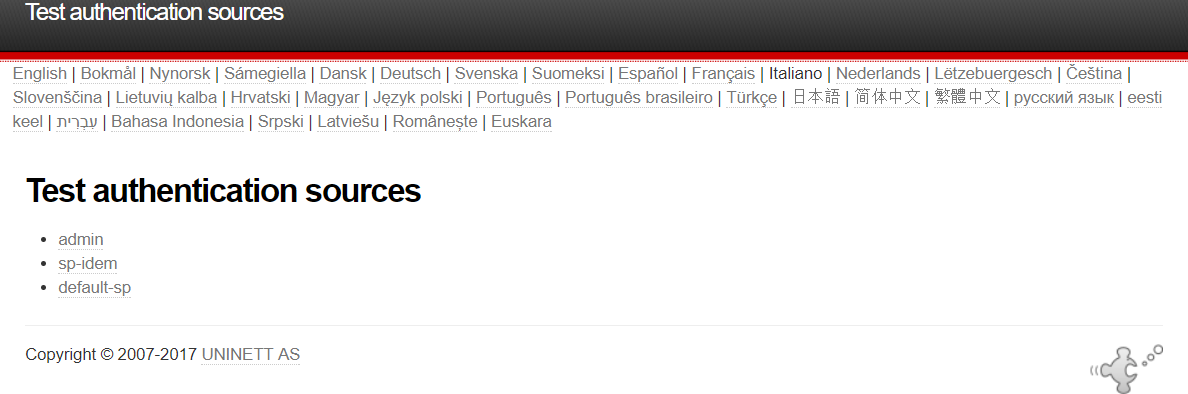 Test authentication sources
English | Bokmål | Nynorsk | Sámegiella | Dansk | Deutsch | Svenska | Suomeksi | Español | Français | Italiano | Nederlands | Lëtzebuergesch | Čeština |
Slovenščina | Lietuvių kalba | Hrvatski | Magyar | Język polski | Português | Português brasileiro | Türkçe | 日本語 | 简体中文 | 繁體中文 | русский язык | eesti
keel | עִבְרִית | Bahasa Indonesia | Srpski | Latviešu | Românește | Euskara
Test authentication sources
• admin
• sp-idem
• default-sp
Copyright © 2007-2017 UNINETT AS